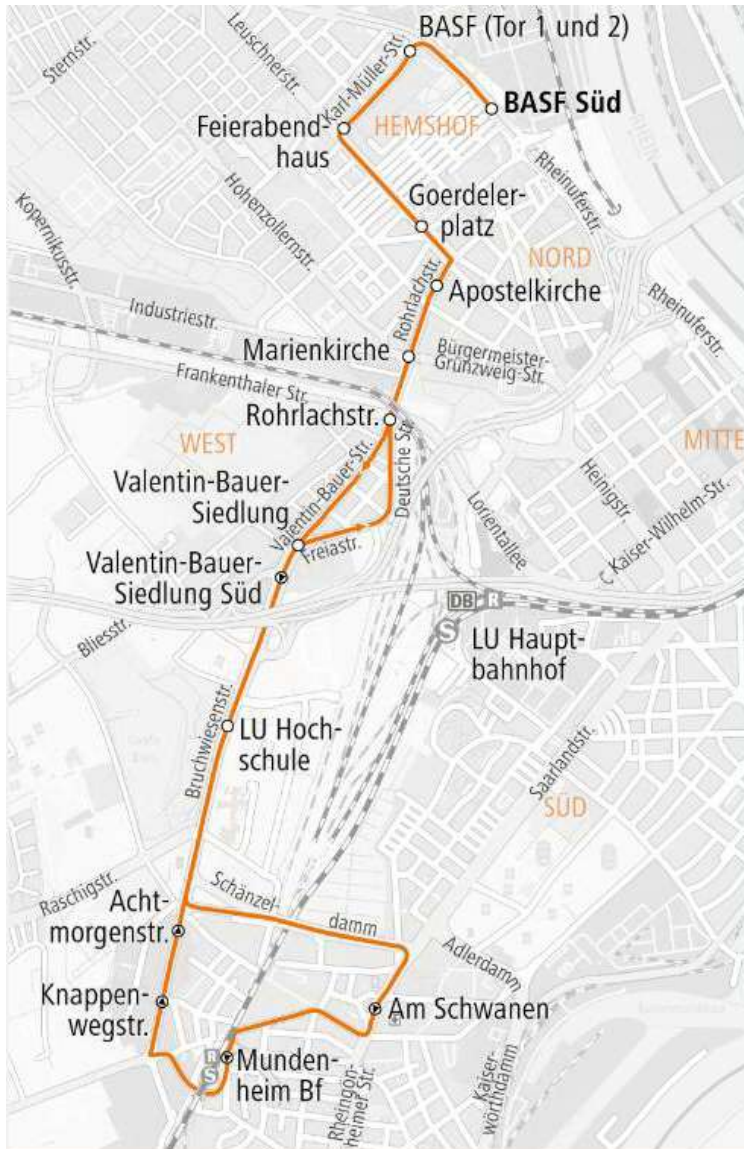 BASF (Tor 1 und 2)
Leuschnerstr.
Sternstr.
Karl-Müller-Str.
BASF Süd
HEMSHOF
Feierabend-
haus
Rheinuferstr.
Hohenzollernstr.
Kopernikusstr.
Goerdeler-
platz
NORD
Rohrlachstr.
Apostelkirche
Rheinuferstr.
Industriestr.
Marienkirche
Bürgermeister-
Grünzweig-Str.
Frankenthaler Str.
Rohrlachstr.
WEST
MITTE
Deutsche Str.
Valentin-Bauer-Str.
Heinigstr.
Valentin-Bauer-
Siedlung
Lorientallee
Kaiser-Wilhelm-Str.
Freiastr.
Valentin-Bauer-
Siedlung Süd
DB R
S
Bliesstr.
LU Haupt-
bahnhof
LU Hoch-
schule
Bruchwiesenstr.
Saarlandstr.
SÜD
Raschigstr.
Schänzel-
damm
Acht-
morgenstr.
Adlerdamm
Knappen-
wegstr.
Am Schwanen
R
S
Munden-
heim Bf
Rheingön-
heimer Str.
Kaiser-
wörthdamm